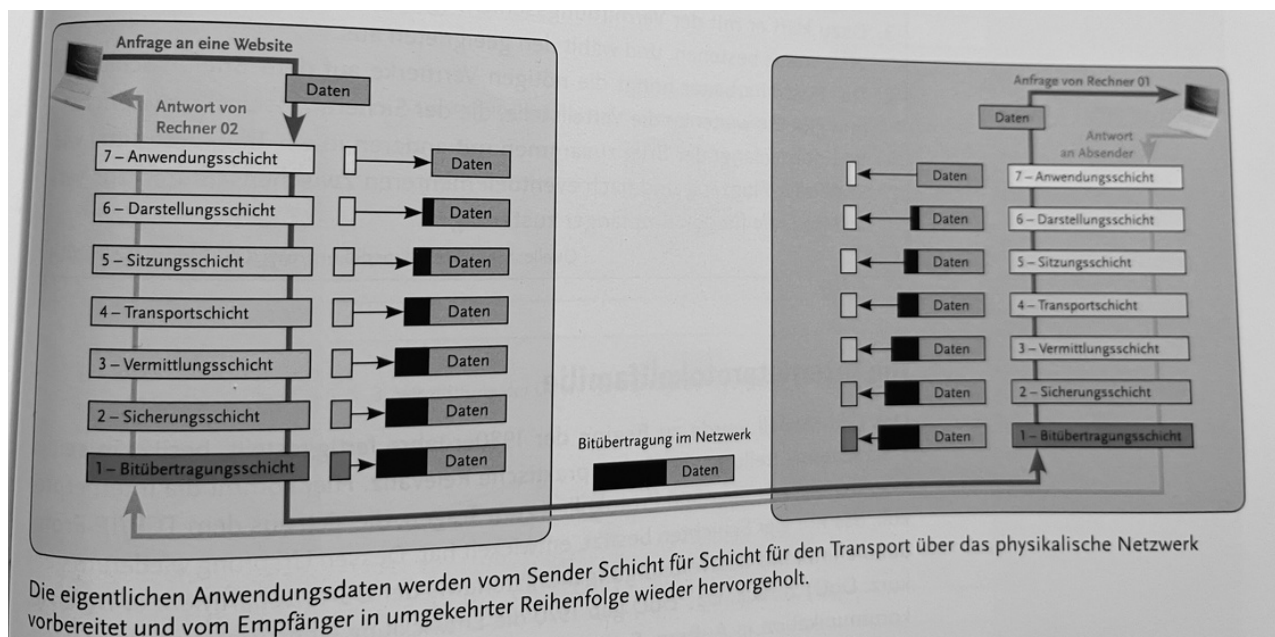 Anfrage an eine Website
Daten
Antwort von
Rechner 02
7 – Anwendungsschicht
Daten
6 – Darstellungsschicht
Daten
5 – Sitzungsschicht
Daten
4 – Transportschicht
Daten
3 – Vermittlungsschicht
Daten
2 – Sicherungsschicht
Daten
1 – Bitübertragungsschicht
Daten
Bitübertragung im Netzwerk
Daten
Anfrage von Rechner 01
Daten
Antwort
an Absender
Daten
7 – Anwendungsschicht
Daten
6 – Darstellungsschicht
Daten
5 – Sitzungsschicht
Daten
4 – Transportschicht
Daten
3 – Vermittlungsschicht
Daten
2 – Sicherungsschicht
Daten
1 – Bitübertragungsschicht
Die eigentlichen Anwendungsdaten werden vom Sender Schicht für Schicht für den Transport über das physikalische Netzwerk
vorbereitet und vom Empfänger in umgekehrter Reihenfolge wieder hervorgeholt.